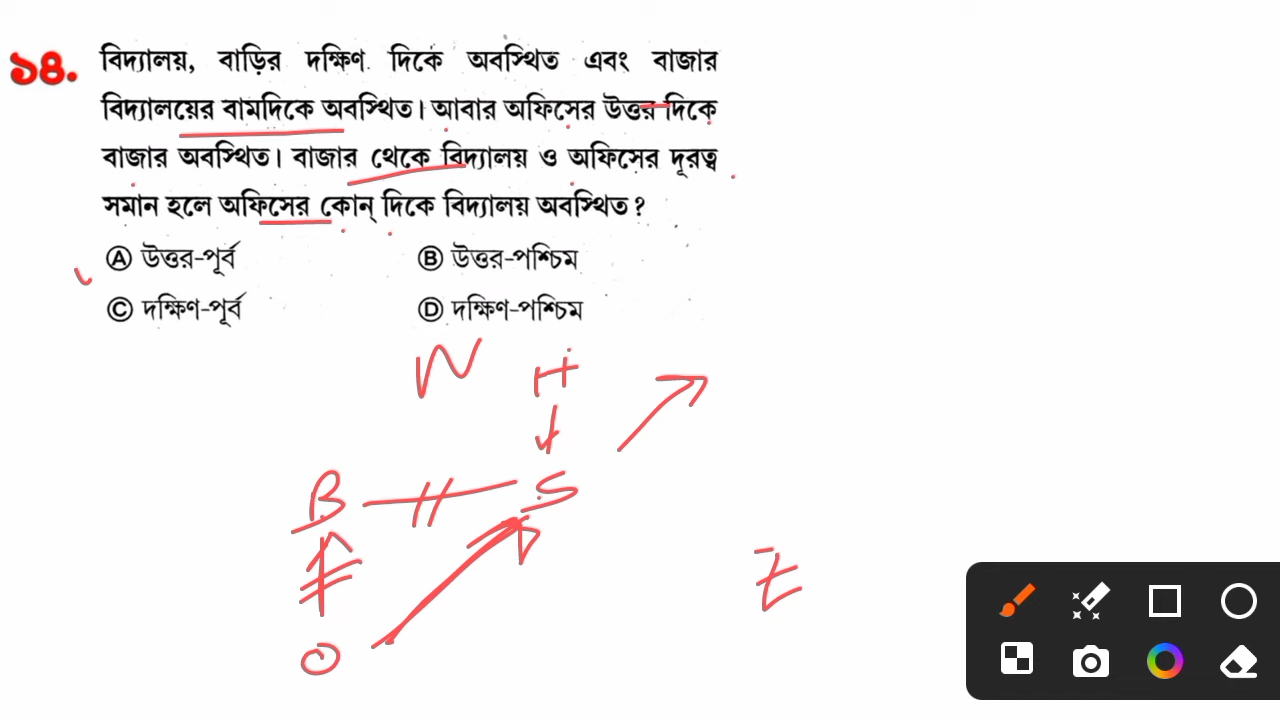 ১৪. বিদ্যালয়, বাড়ির দক্ষিণ দিকে অবস্থিত এবং বাজার
বিদ্যালয়ের বামদিকে অবস্থিত। আবার অফিসের উত্তর দিকে
বাজার অবস্থিত। বাজার থেকে বিদ্যালয় ও অফিসের দূরত্ব
সমান হলে অফিসের কোন্ দিকে বিদ্যালয় অবস্থিত?
Ⓐ উত্তর-পূর্ব Ⓑ উত্তর-পশ্চিম
Ⓒ দক্ষিণ-পূর্ব Ⓓ দক্ষিণ-পশ্চিম
N H
B S
E
O